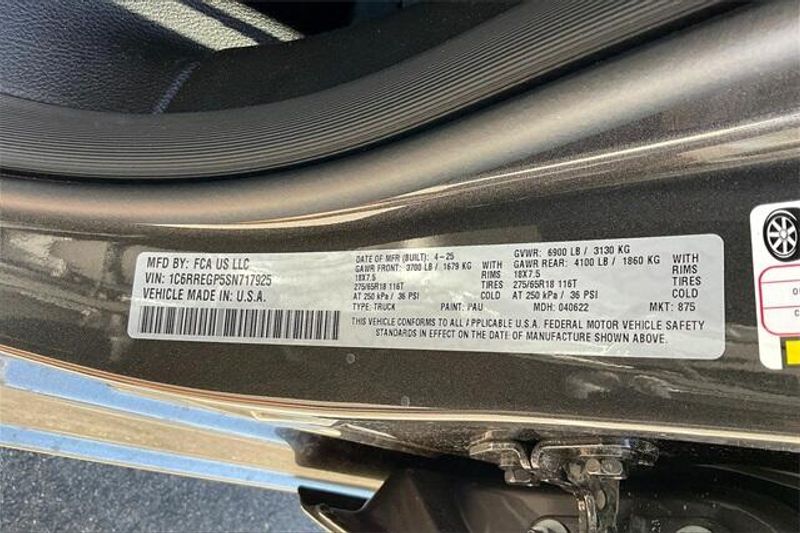 MFD BY: FCA US LLC
VIN: 1C6RREGP5SN717925
VEHICLE MADE IN: U.S.A.
DATE OF MFR (BUILT): 4-25
GAWR FRONT: 3700 LB / 1679 KG WITH
18X7.5 RIMS
275/65R18 116T
AT 250 kPa / 36 PSI COLD
TYPE: TRUCK PAINT: PAU
GVWR: 6900 LB / 3130 KG
GAWR REAR: 4100 LB / 1860 KG WITH
18X7.5 RIMS
275/65R18 116T
AT 250 kPa / 36 PSI COLD
MDH: 040622 MKT: 875
THIS VEHICLE CONFORMS TO ALL APPLICABLE U.S.A. FEDERAL MOTOR VEHICLE SAFETY
STANDARDS IN EFFECT ON THE DATE OF MANUFACTURE SHOWN ABOVE.